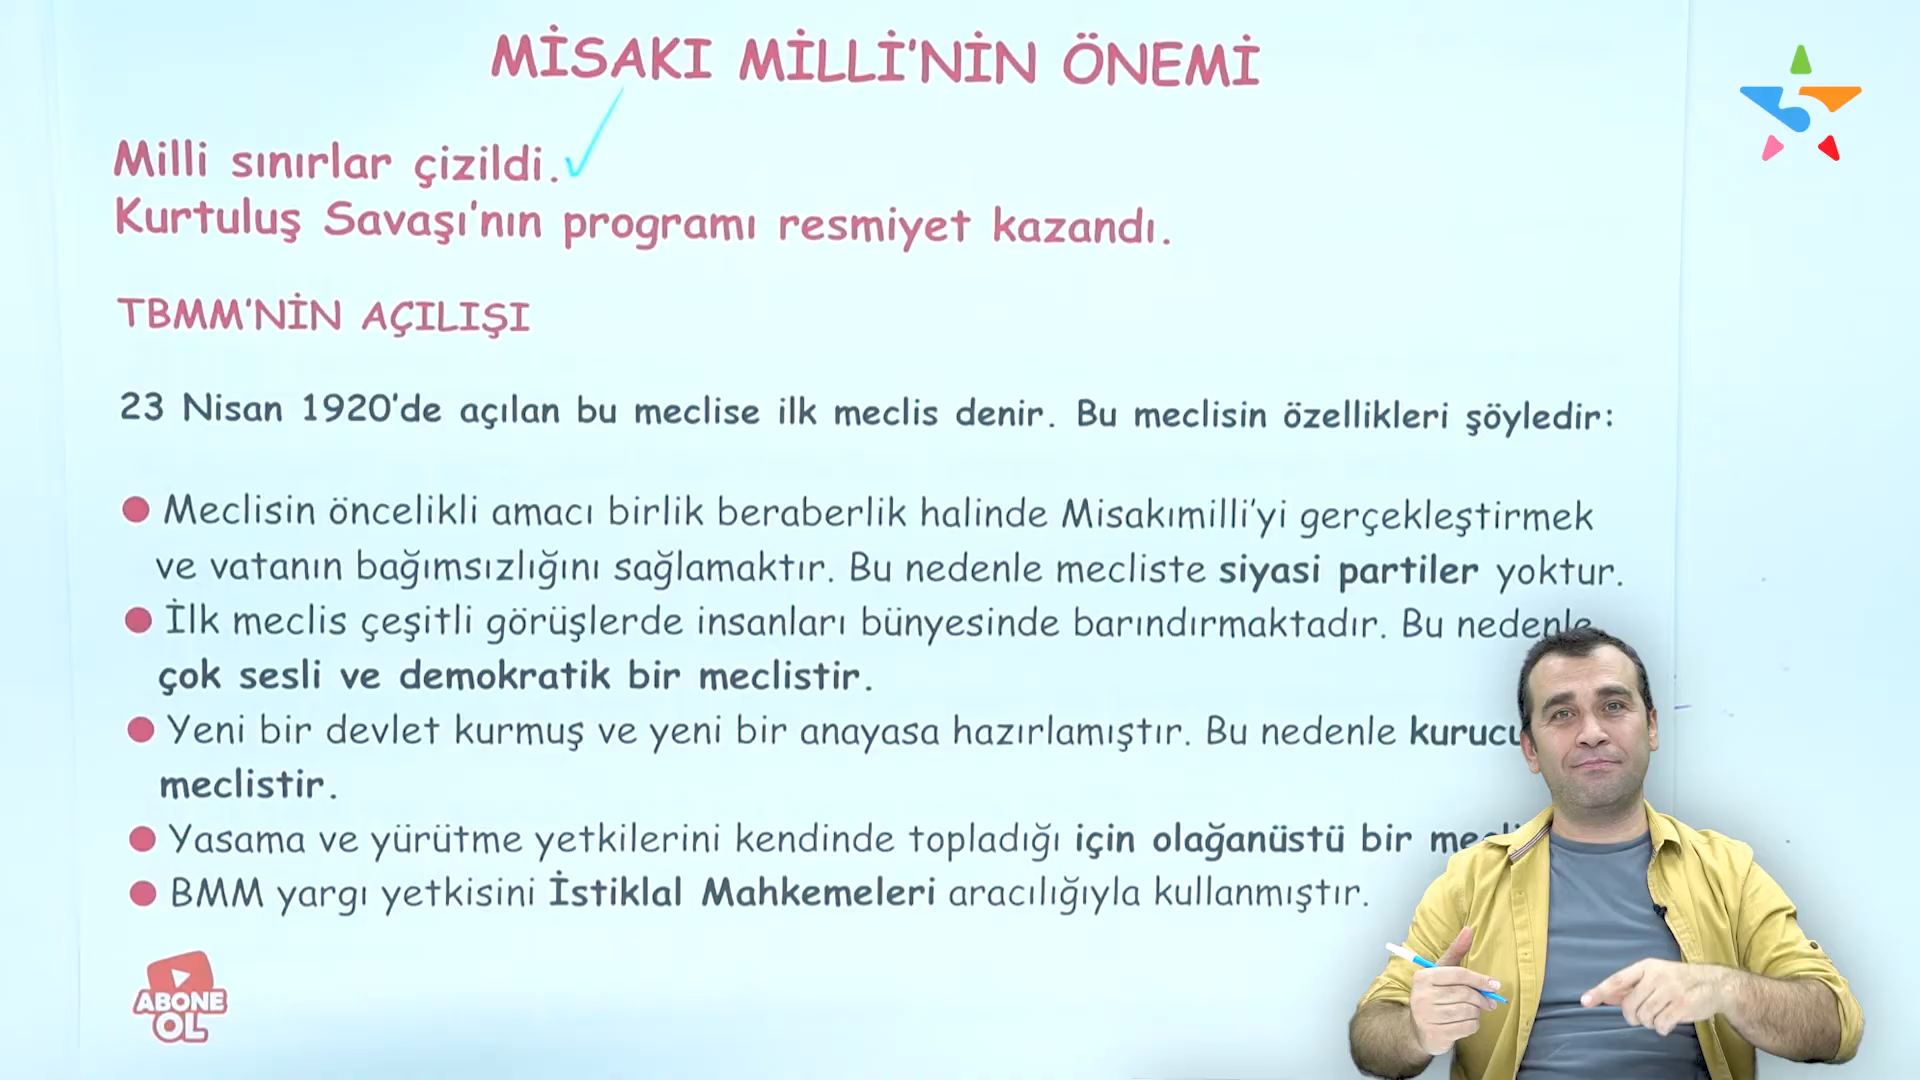 MİSAKI MİLLİ'NİN ÖNEMİ
Milli sınırlar çizildi.
Kurtuluş Savaşı'nın programı resmiyet kazandı.
TBMM'NİN AÇILIŞI
23 Nisan 1920'de açılan bu meclise ilk meclis denir. Bu meclisin özellikleri şöyledir:
Meclisin öncelikli amacı birlik beraberlik halinde Misakımilli'yi gerçekleştirmek
ve vatanın bağımsızlığını sağlamaktır. Bu nedenle mecliste siyasi partiler yoktur.
İlk meclis çeşitli görüşlerde insanları bünyesinde barındırmaktadır. Bu nedenle
çok sesli ve demokratik bir meclistir.
Yeni bir devlet kurmuş ve yeni bir anayasa hazırlamıştır. Bu nedenle kurucu
meclistir.
Yasama ve yürütme yetkilerini kendinde topladığı için olağanüstü bir
BMM yargı yetkisini İstiklal Mahkemeleri aracılığıyla kullanmıştır.
ABONE
OL
5